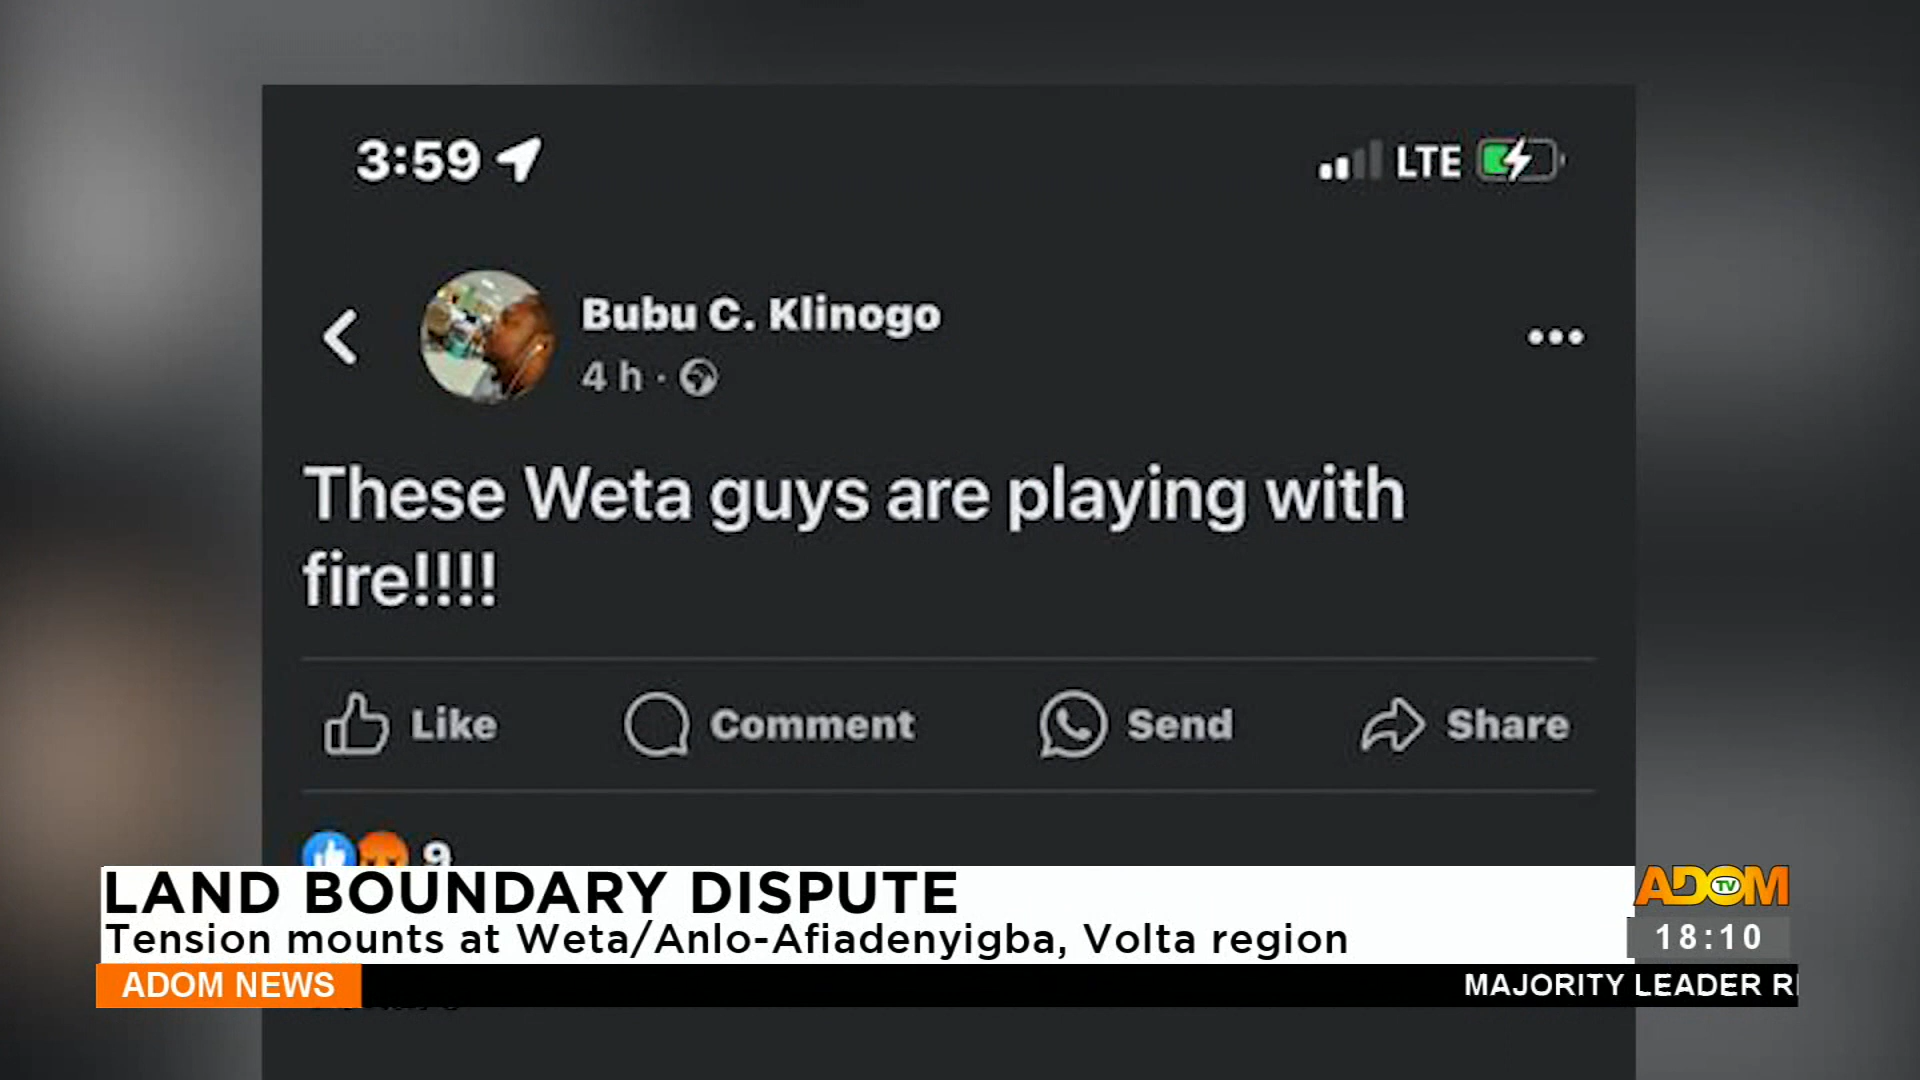 3:59
LTE
Bubu C. Klinogo
4 h ·
These Weta guys are playing with
fire!!!!
Like
Comment
Send
Share
9
LAND BOUNDARY DISPUTE
Tension mounts at Weta/Anlo-Afiadenyigba, Volta region
ADOM TV
18:10
ADOM NEWS
MAJORITY LEADER